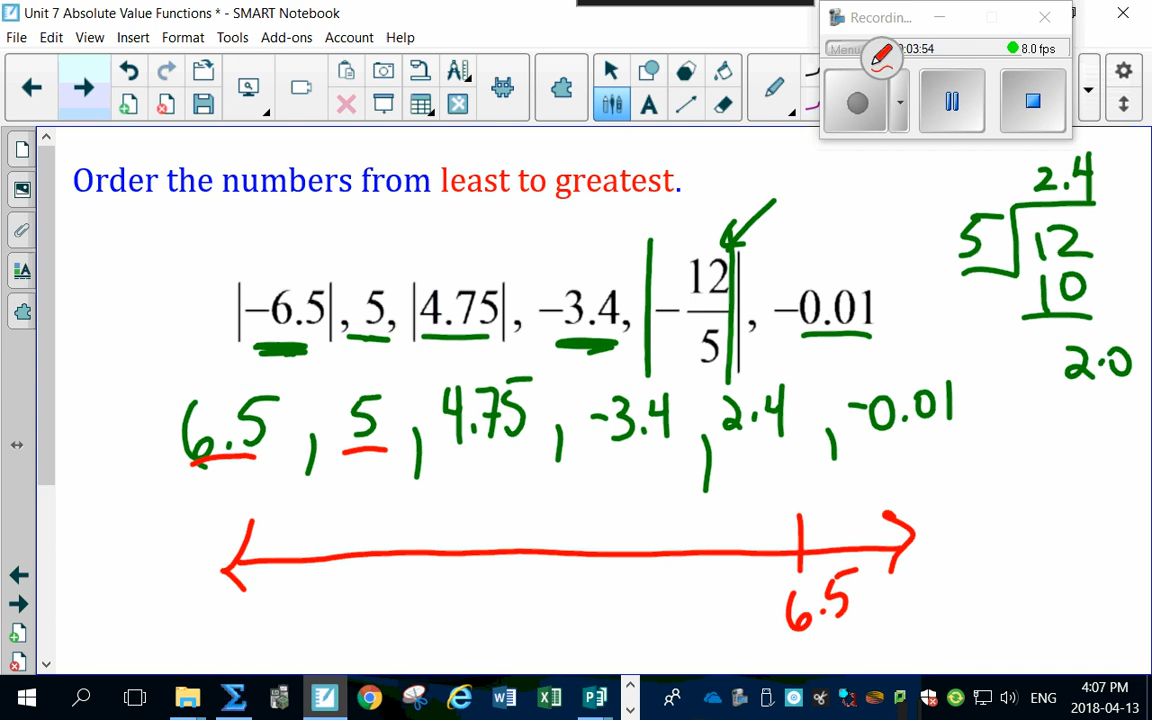 Unit 7 Absolute Value Functions * - SMART Notebook
Recordin...
File Edit View Insert Format Tools Add-ons Account Help
Menu 0:03:54 8.0 fps
Order the numbers from least to greatest.
2.4
5 12
10
2.0
|−6.5|, 5, |4.75|, −3.4, |−12/5|, −0.01
6.5, 5, 4.75, -3.4, 2.4, -0.01
6.5
ENG
4:07 PM
2018-04-13